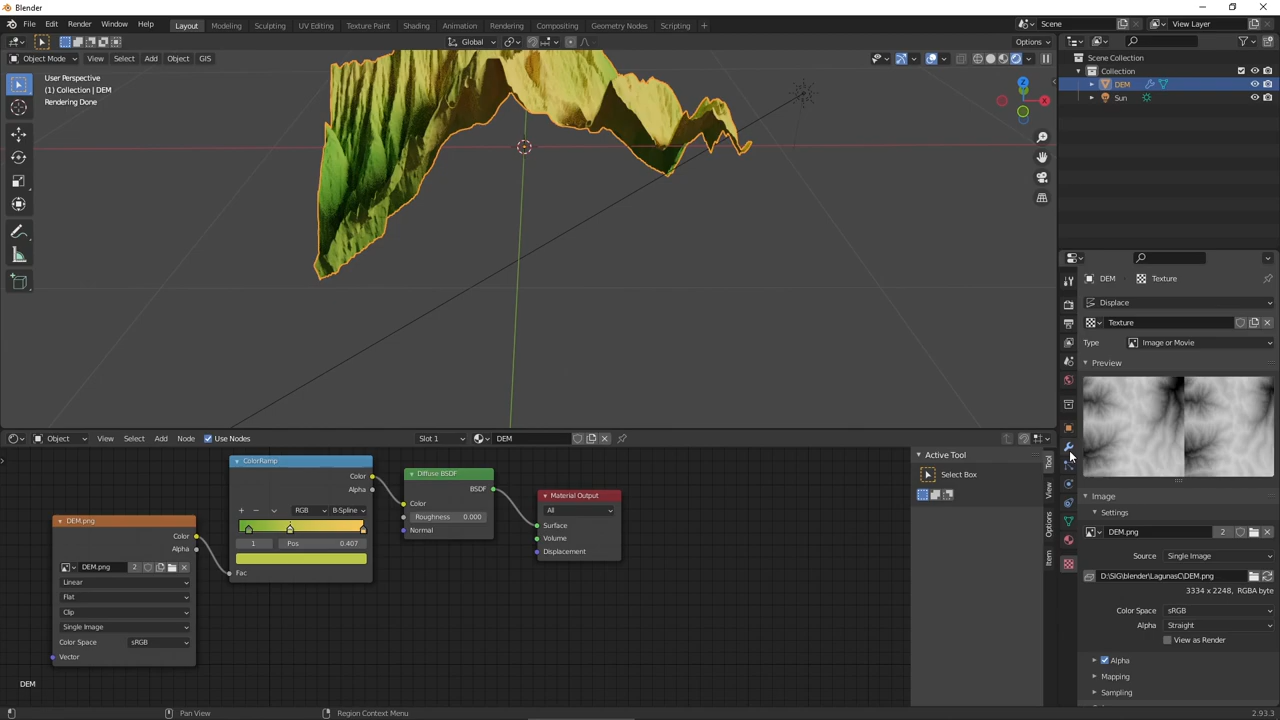 Blender
File Edit Render Window Help Layout Modeling Sculpting UV Editing Texture Paint Shading Animation Rendering Compositing Geometry Nodes Scripting + Scene View Layer
Global Options
Object Mode View Select Add Object GIS
User Perspective
(1) Collection | DEM
Rendering Done
Z
X
Scene Collection
Collection
DEM
Sun
DEM Texture
Displace
Texture
Type Image or Movie
Preview
Image
Settings
DEM.png 2
Source Single Image
D:\SIG\blender\LagunasC\DEM.png
3334 x 2248, RGBA byte
Color Space sRGB
Alpha Straight
View as Render
Alpha
Mapping
Sampling
Object View Select Add Node Use Nodes Slot 1 DEM
ColorRamp
Color
Alpha
+ − RGB B-Spline
1 Pos 0.407
Fac
Diffuse BSDF
BSDF
Color
Roughness 0.000
Normal
Material Output
All
Surface
Volume
Displacement
DEM.png
Color
Alpha
DEM.png 2
Linear
Flat
Clip
Single Image
Color Space sRGB
Vector
DEM
Active Tool
Select Box
Tool
View
Options
Item
Pan View Region Context Menu 2.93.3